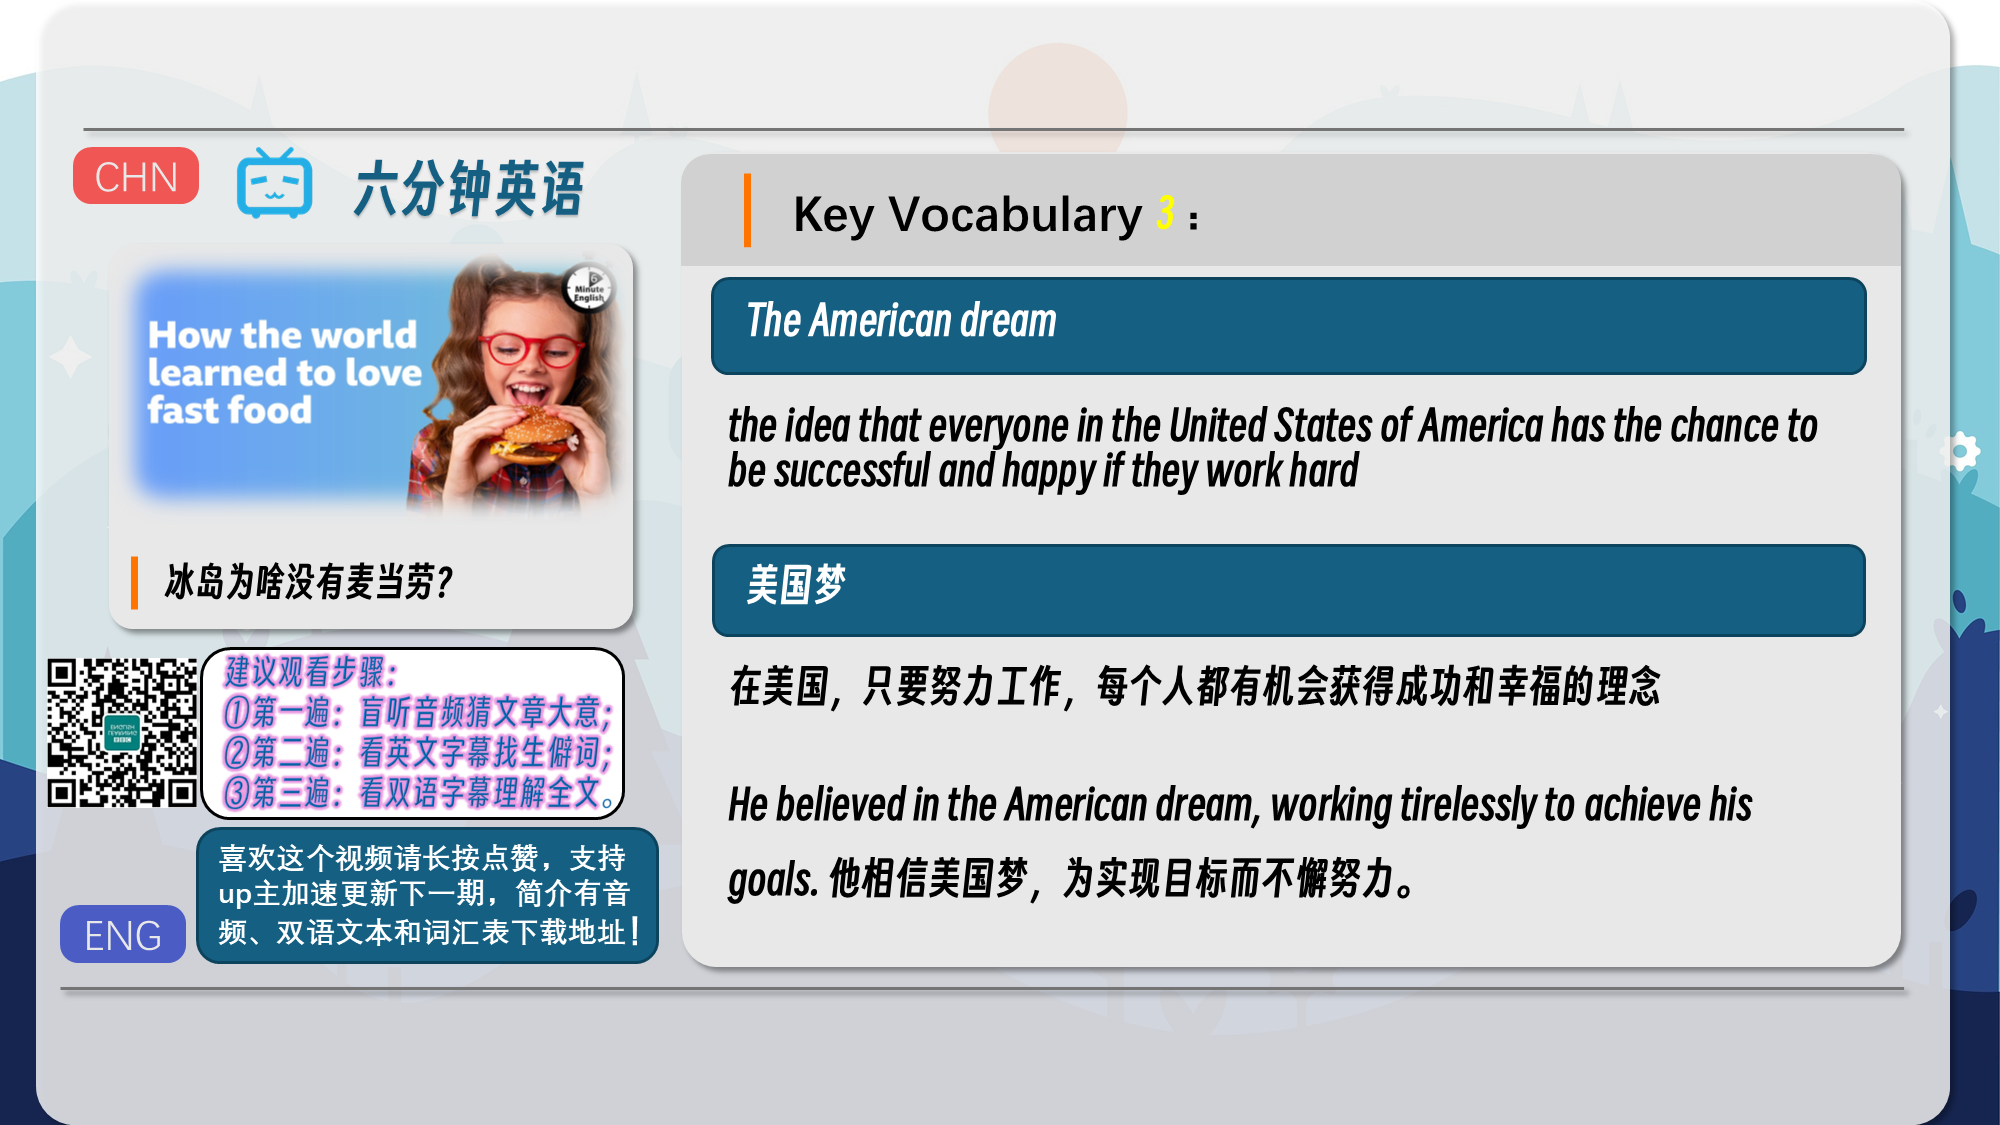 CHN
六分钟英语
6
Minute
English
How the world
learned to love
fast food
冰岛为啥没有麦当劳？
建议观看步骤：
①第一遍：盲听音频猜文章大意；
②第二遍：看英文字幕找生僻词；
③第三遍：看双语字幕理解全文。
喜欢这个视频请长按点赞，支持
up主加速更新下一期，简介有音
频、双语文本和词汇表下载地址！
ENG
Key Vocabulary 3：
The American dream
the idea that everyone in the United States of America has the chance to
be successful and happy if they work hard
美国梦
在美国，只要努力工作，每个人都有机会获得成功和幸福的理念
He believed in the American dream, working tirelessly to achieve his
goals. 他相信美国梦，为实现目标而不懈努力。